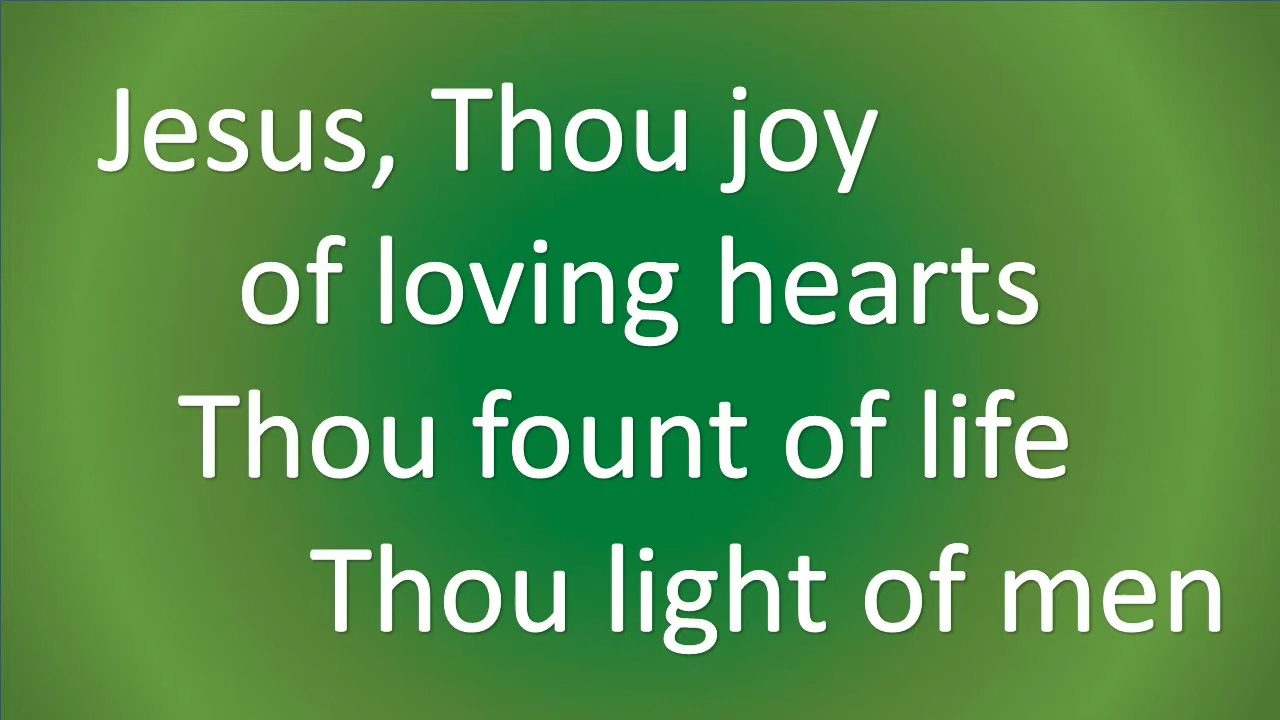 Jesus, Thou joy
of loving hearts
Thou fount of life
Thou light of men